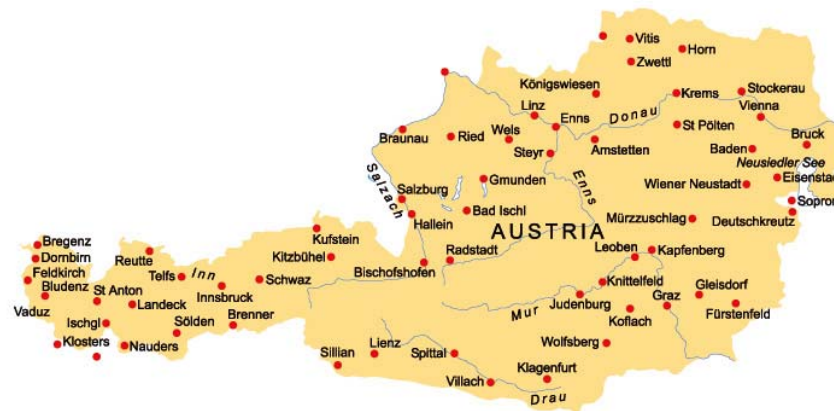 Vitis
Horn
Zwettl
Königswiesen
Krems
Stockerau
Linz
Enns
Donau
Vienna
Braunau
Ried
Wels
St Pölten
Bruck
Steyr
Amstetten
Baden
Neusiedler See
Salzach
Gmunden
Enns
Eisenstad
Wiener Neustadt
Salzburg
Sopron
Hallein
Bad Ischl
Mürzzuschlag
Deutschkreutz
AUSTRIA
Bregenz
Kufstein
Dornbirn
Reutte
Kitzbühel
Radstadt
Leoben
Kapfenberg
Feldkirch
Telfs
Inn
Schwaz
Bischofshofen
Bludenz
St Anton
Innsbruck
Knittelfeld
Gleisdorf
Vaduz
Landeck
Mur
Judenburg
Graz
Ischgl
Sölden
Brenner
Koflach
Fürstenfeld
Klosters
Nauders
Sillian
Lienz
Spittal
Wolfsberg
Villach
Klagenfurt
Drau